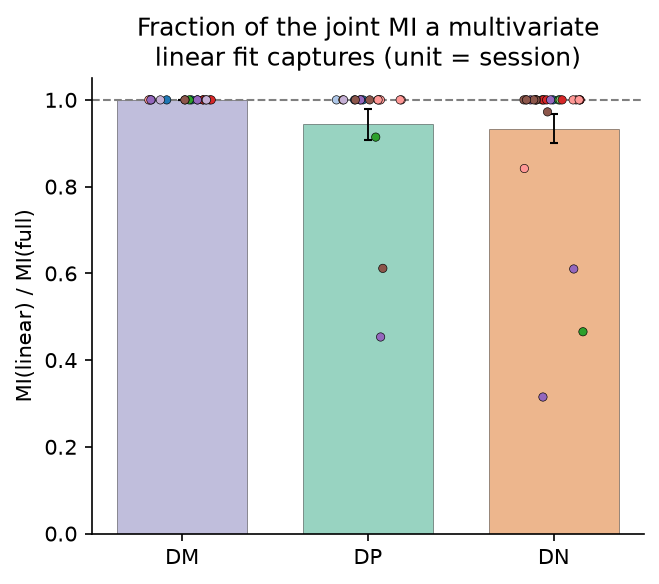 Fraction of the joint MI a multivariate
linear fit captures (unit = session)
MI(linear) / MI(full)
1.0
0.8
0.6
0.4
0.2
0.0
DM
DP
DN